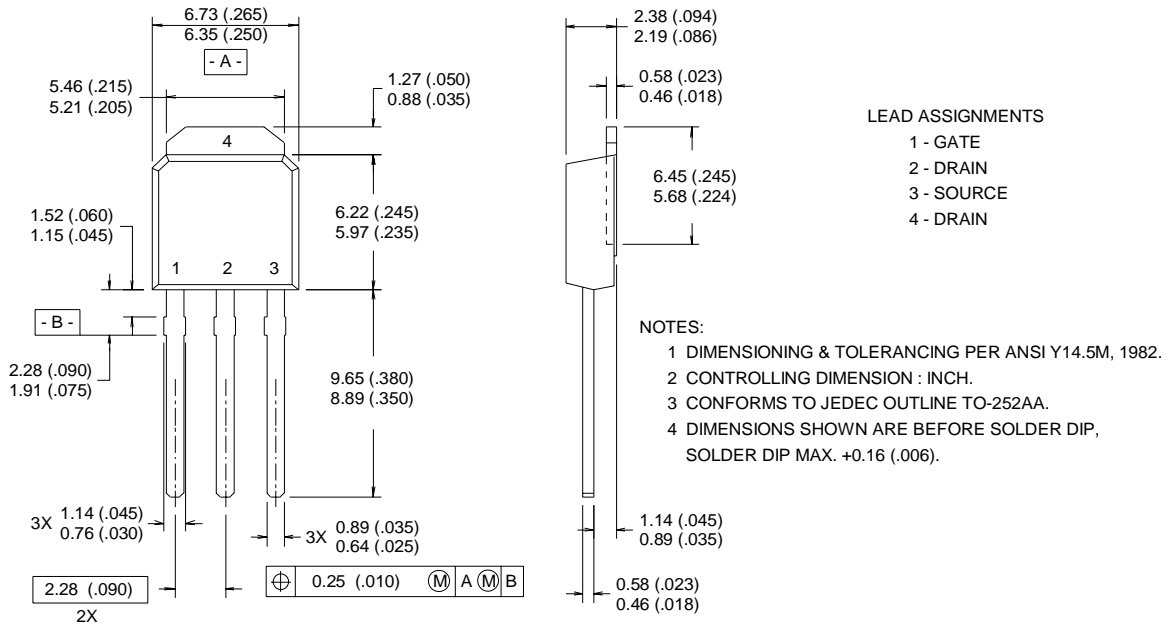 6.73 (.265)
6.35 (.250)
- A -
5.46 (.215)
5.21 (.205)
1.27 (.050)
0.88 (.035)
4
1.52 (.060)
1.15 (.045)
6.22 (.245)
5.97 (.235)
1 2 3
- B -
2.28 (.090)
1.91 (.075)
9.65 (.380)
8.89 (.350)
3X 1.14 (.045)
0.76 (.030)
3X 0.89 (.035)
0.64 (.025)
2.28 (.090)
2X
0.25 (.010) M A M B
2.38 (.094)
2.19 (.086)
0.58 (.023)
0.46 (.018)
6.45 (.245)
5.68 (.224)
1.14 (.045)
0.89 (.035)
0.58 (.023)
0.46 (.018)
LEAD ASSIGNMENTS
1 - GATE
2 - DRAIN
3 - SOURCE
4 - DRAIN
NOTES:
1 DIMENSIONING & TOLERANCING PER ANSI Y14.5M, 1982.
2 CONTROLLING DIMENSION : INCH.
3 CONFORMS TO JEDEC OUTLINE TO-252AA.
4 DIMENSIONS SHOWN ARE BEFORE SOLDER DIP,
SOLDER DIP MAX. +0.16 (.006).